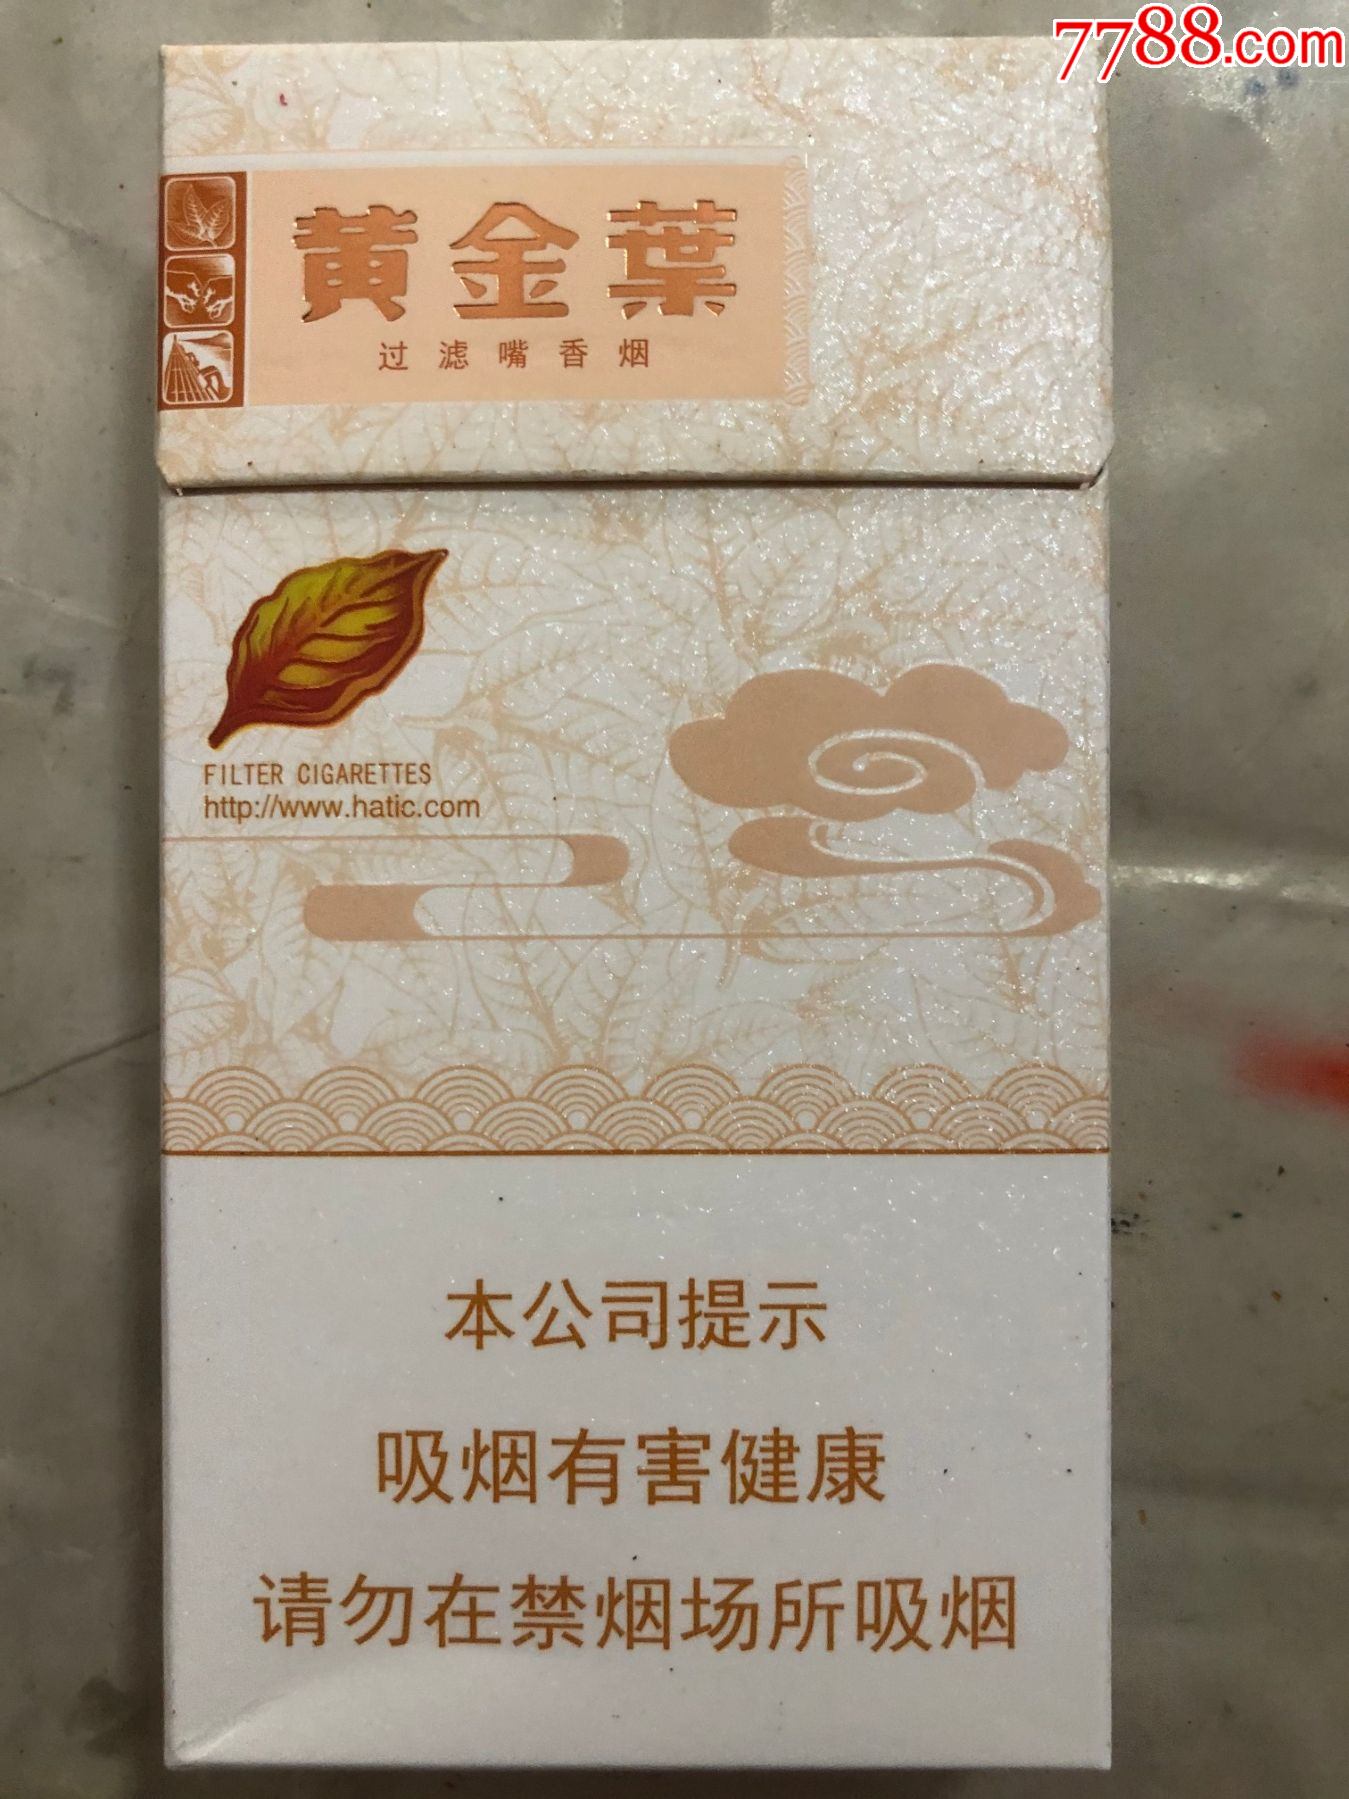 7788.com
黄金葉
过滤嘴香烟
FILTER CIGARETTES
http://www.hatic.com
本公司提示
吸烟有害健康
请勿在禁烟场所吸烟